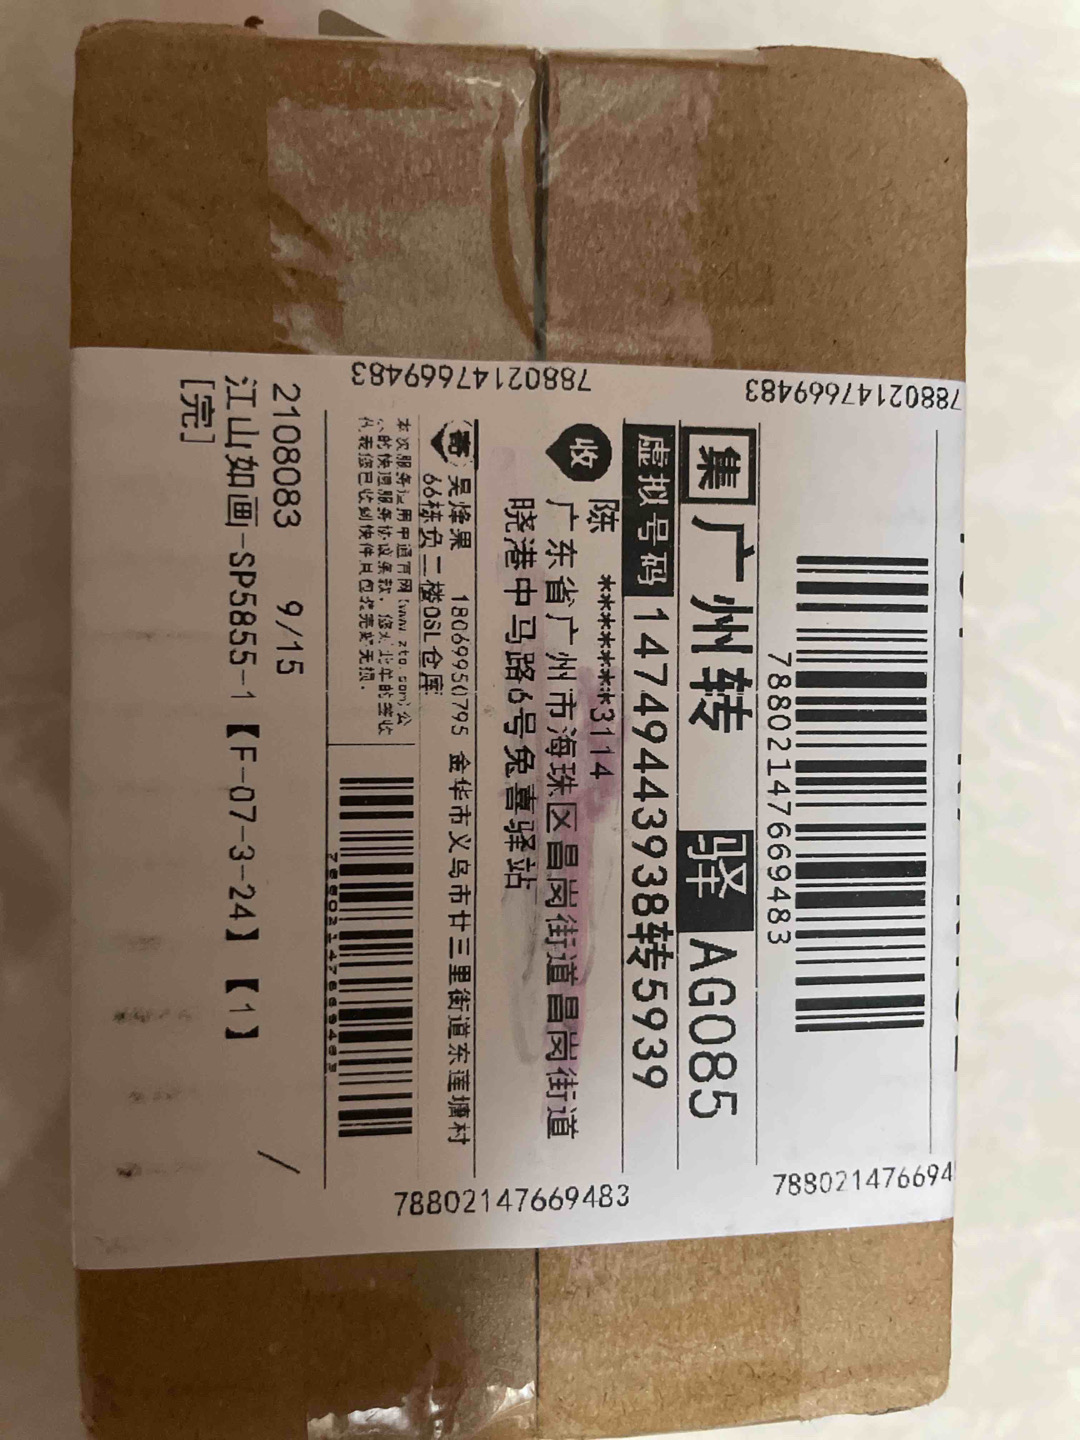 78802147669483
集 广州转 驿 AG085
虚拟号码 14749443938转5939
收
陈 *******3114
广东省广州市海珠区昌岗街道昌岗街道
晓港中马路6号兔喜驿站
寄
吴烽果 18069950795 金华市义乌市廿三里街道东莲塘村
66栋负二楼OSL仓库
78802147669483
2108083 9/15
江山如画-SP5855-1【F-07-3-24】【1】
[完]
/
78802147669483
78802147669483
78802147669483
788021476694